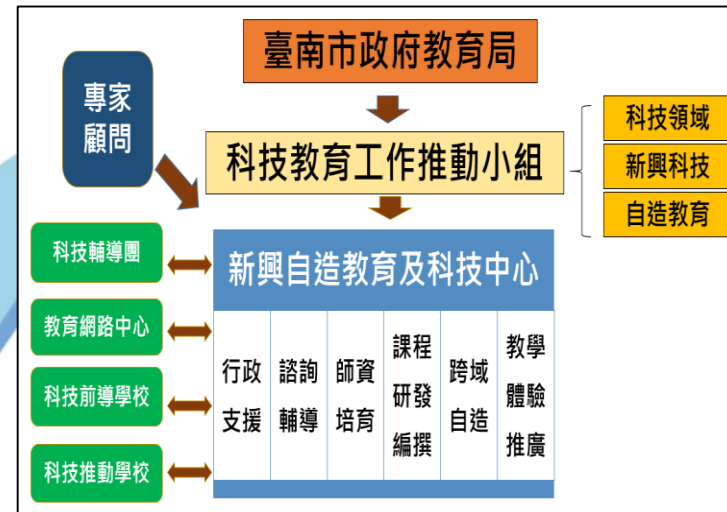 臺南市政府教育局
專家
顧問
科技教育工作推動小組
科技領域
新興科技
自造教育
科技輔導團
教育網路中心
科技前導學校
科技推動學校
新興自造教育及科技中心
行政
支援
諮詢
輔導
師資
培育
課程
研發
編撰
跨域
自造
教學
體驗
推廣